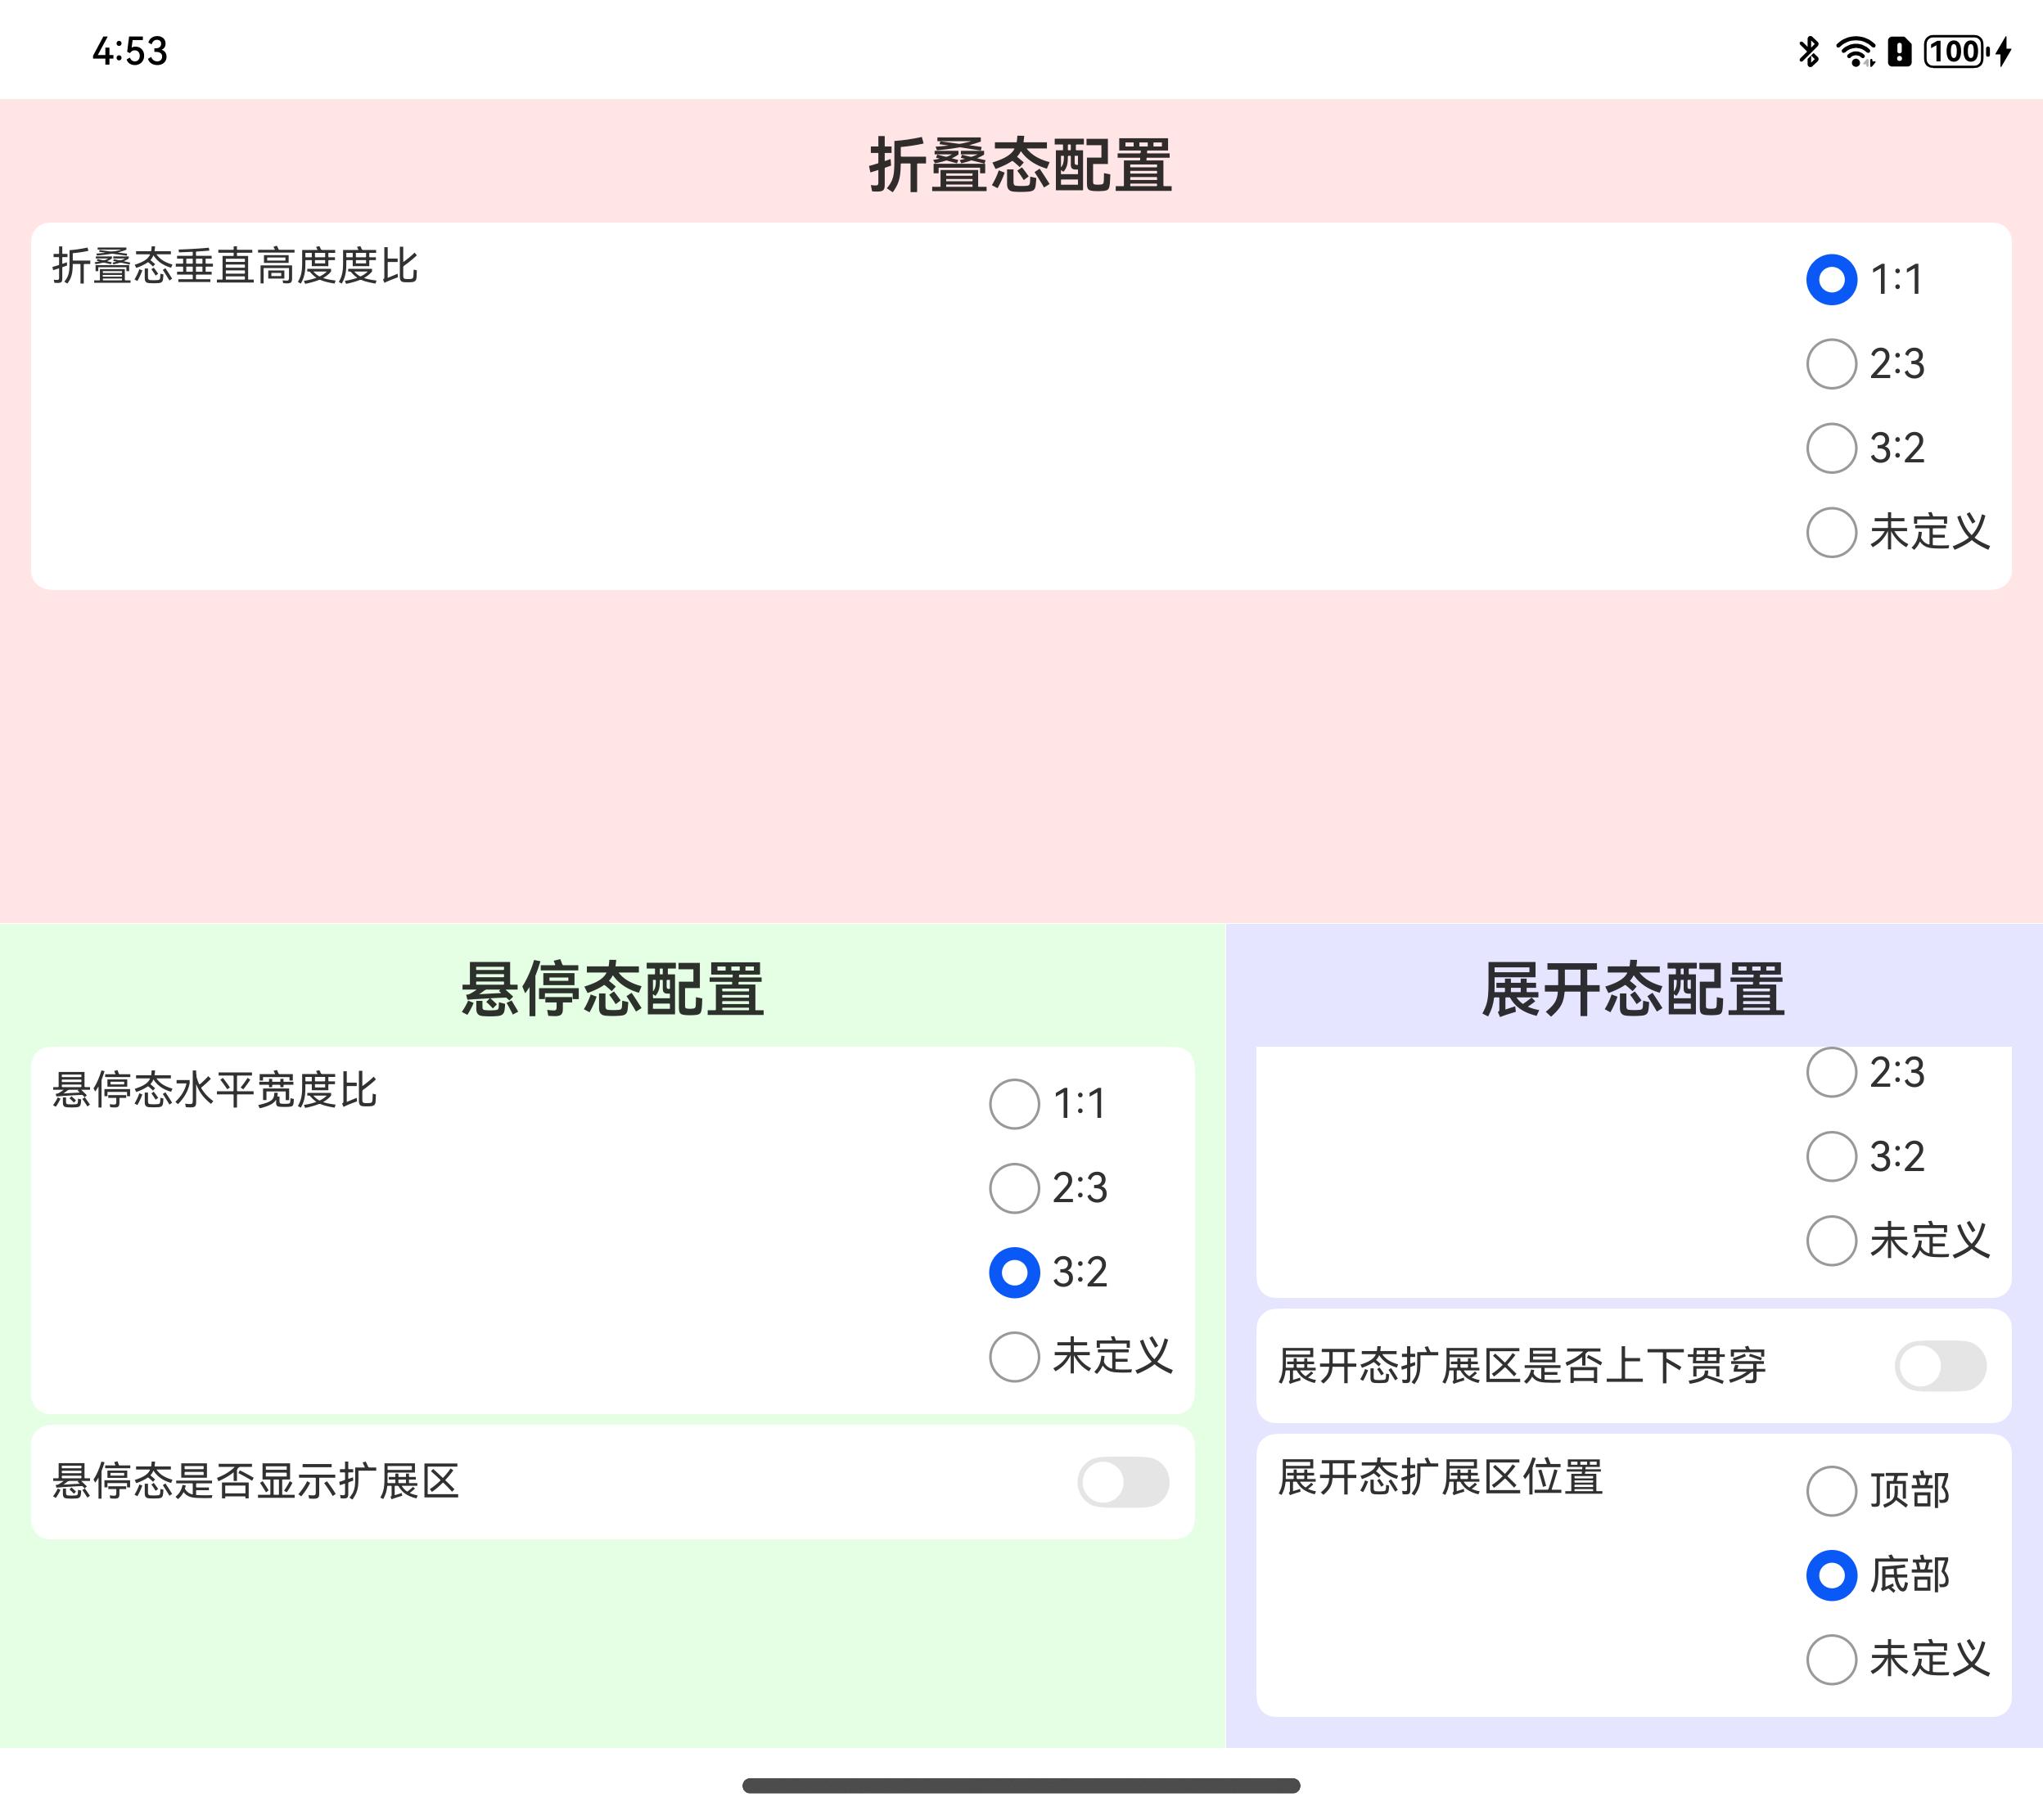 4:53
100
折叠态配置
折叠态垂直高度度比
1:1
2:3
3:2
未定义
悬停态配置
悬停态水平宽度比
1:1
2:3
3:2
未定义
悬停态是否显示扩展区
展开态配置
2:3
3:2
未定义
展开态扩展区是否上下贯穿
展开态扩展区位置
顶部
底部
未定义